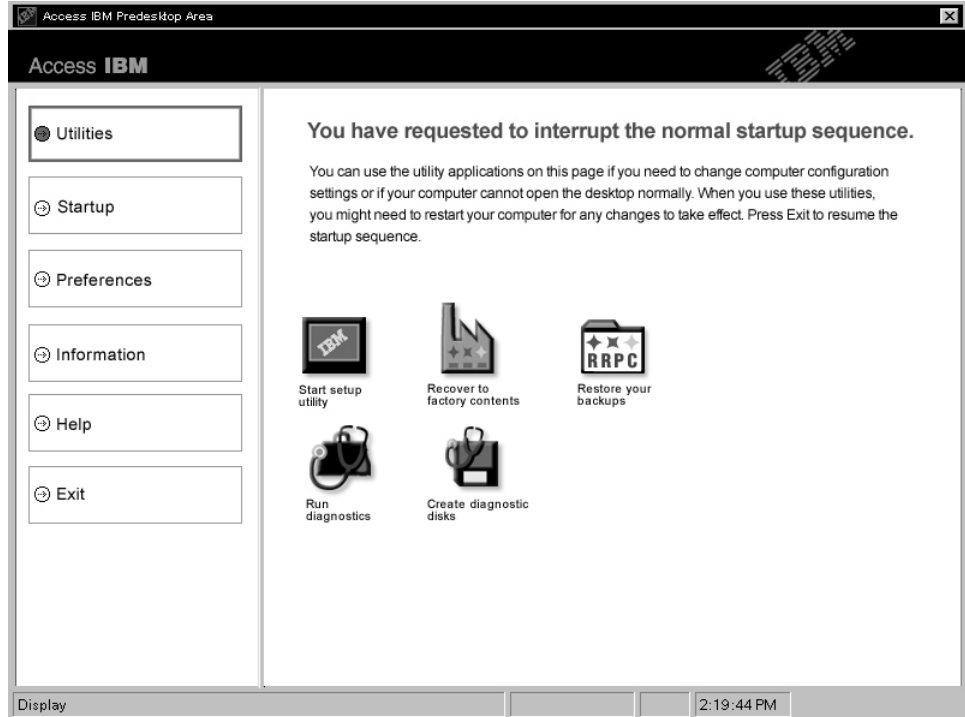 Access IBM Predesktop Area
Access IBM
IBM
Utilities
Startup
Preferences
Information
Help
Exit
You have requested to interrupt the normal startup sequence.
You can use the utility applications on this page if you need to change computer configuration
settings or if your computer cannot open the desktop normally. When you use these utilities,
you might need to restart your computer for any changes to take effect. Press Exit to resume the
startup sequence.
IBM
Start setup
utility
Recover to
factory contents
RRPC
Restore your
backups
Run
diagnostics
Create diagnostic
disks
Display
2:19:44 PM